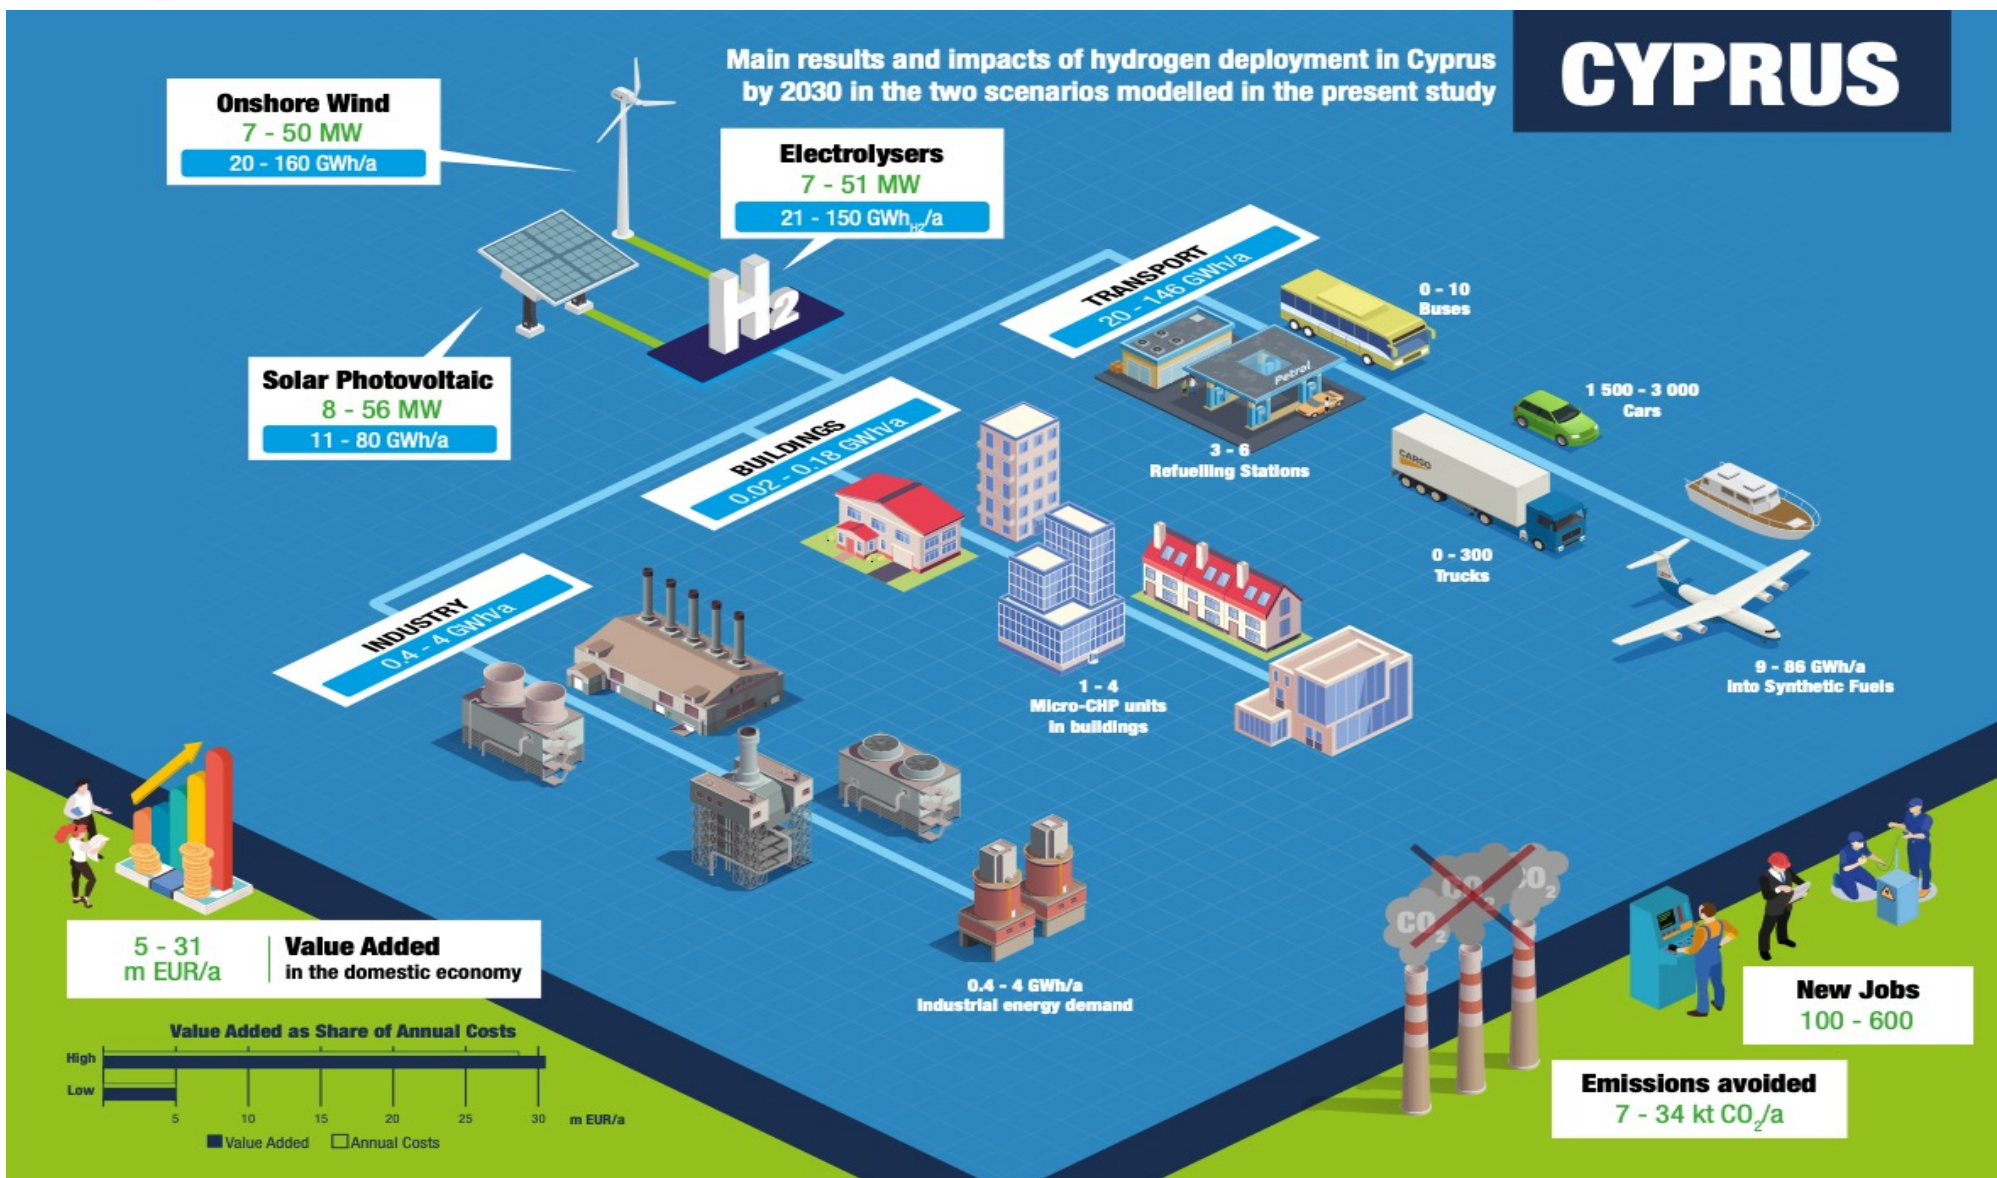 CYPRUS
Main results and impacts of hydrogen deployment in Cyprus
by 2030 in the two scenarios modelled in the present study
Onshore Wind
7 - 50 MW
20 - 160 GWh/a
Electrolysers
7 - 51 MW
21 - 150 GWhH2/a
H2
Solar Photovoltaic
8 - 56 MW
11 - 80 GWh/a
TRANSPORT
20 - 146 GWh/a
0 - 10
Buses
Petrol
3 - 6
Refuelling Stations
1 500 - 3 000
Cars
CARGO
0 - 300
Trucks
9 - 86 GWh/a
into Synthetic Fuels
BUILDINGS
0.02 - 0.18 GWh/a
1 - 4
Micro-CHP units
in buildings
INDUSTRY
0.4 - 4 GWh/a
0.4 - 4 GWh/a
Industrial energy demand
5 - 31
m EUR/a
Value Added
in the domestic economy
Value Added as Share of Annual Costs
High
Low
5 10 15 20 25 30 m EUR/a
Value Added Annual Costs
CO2 CO2 CO2
New Jobs
100 - 600
Emissions avoided
7 - 34 kt CO2/a